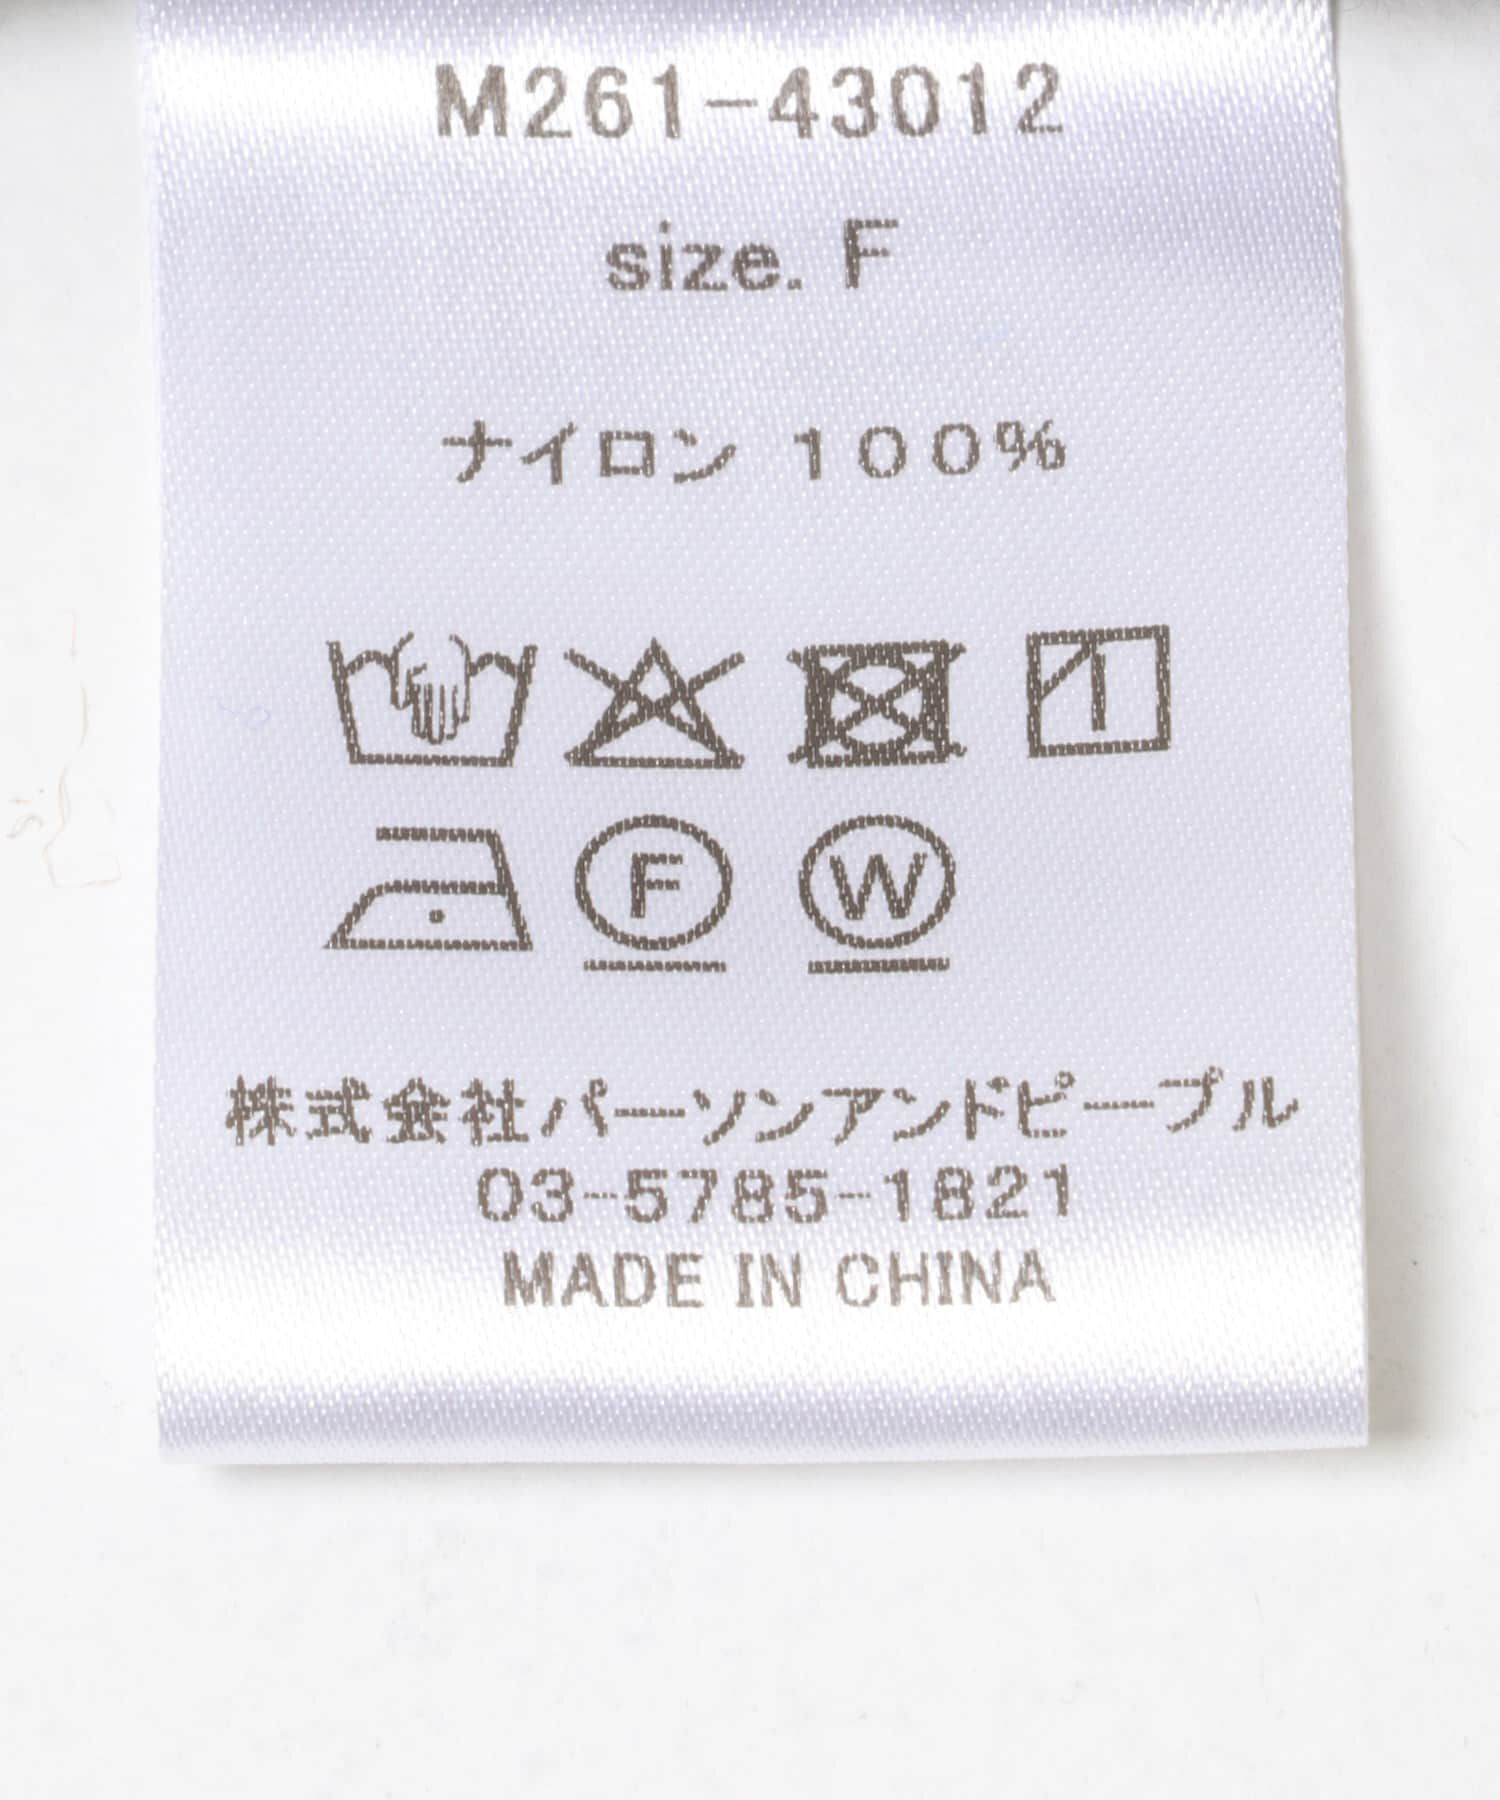 M261-43012
size. F
ナイロン 100%
F W
株式会社パーソンアンドピープル
03-5785-1821
MADE IN CHINA